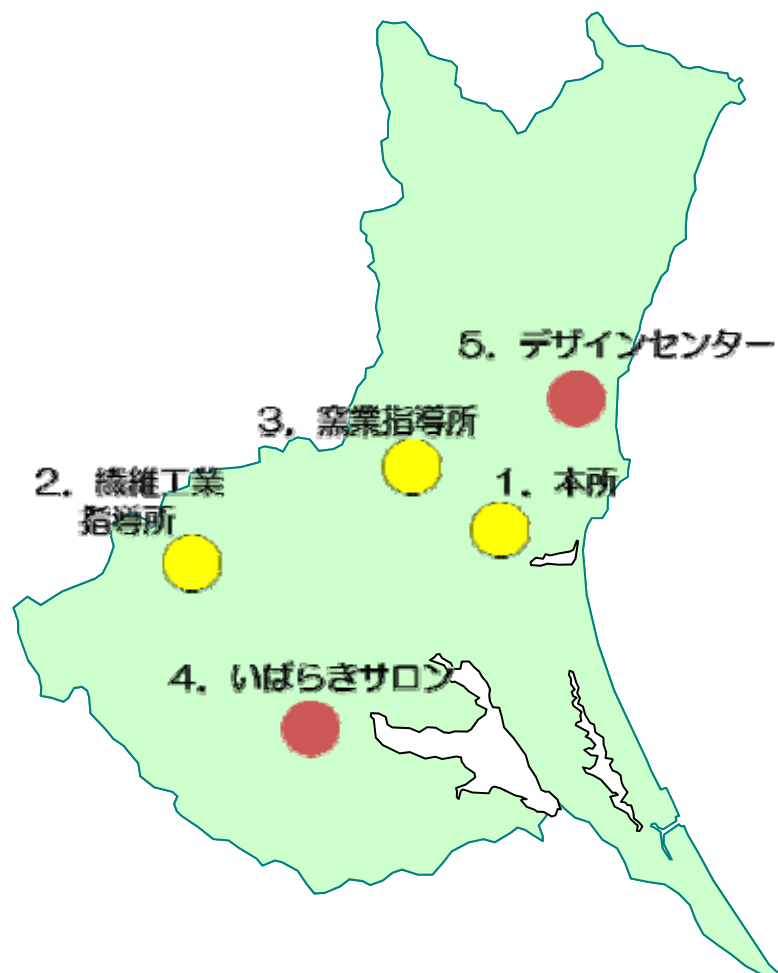 5. デザインセンター
3. 窯業指導所
2. 繊維工業
指導所
1. 本所
4. いばらきサロン